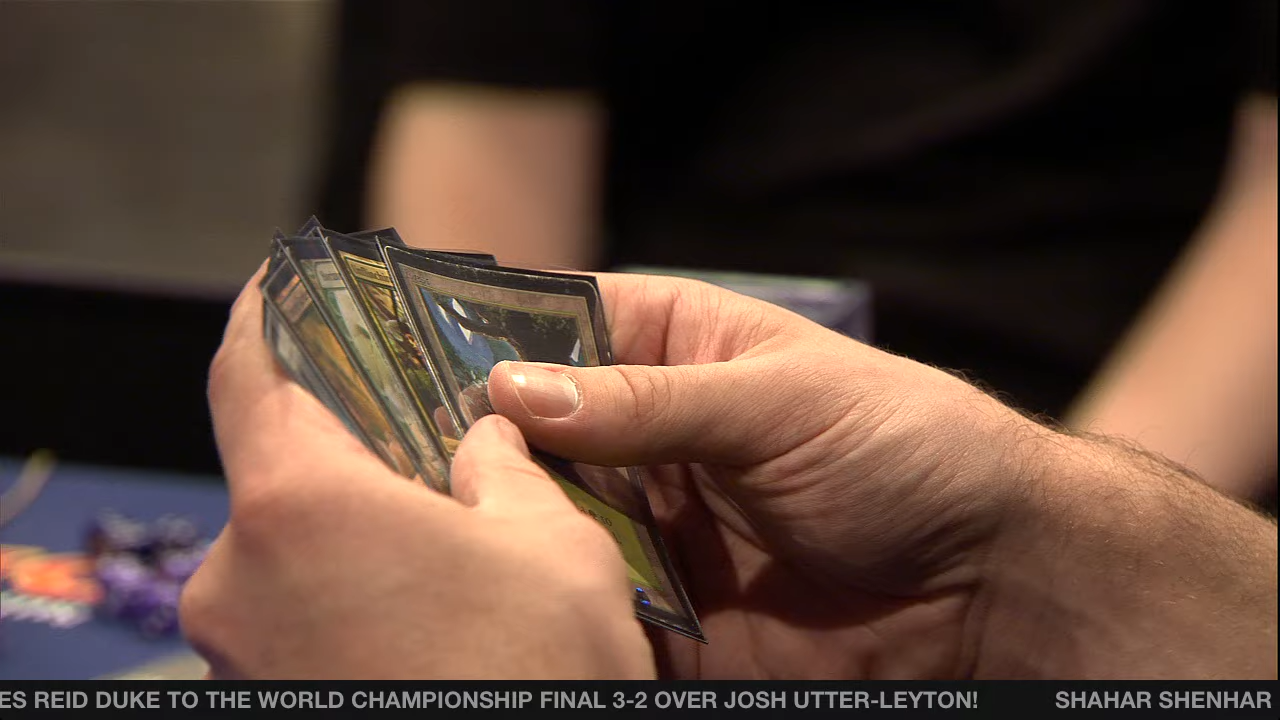 ES REID DUKE TO THE WORLD CHAMPIONSHIP FINAL 3-2 OVER JOSH UTTER-LEYTON! SHAHAR SHENHAR